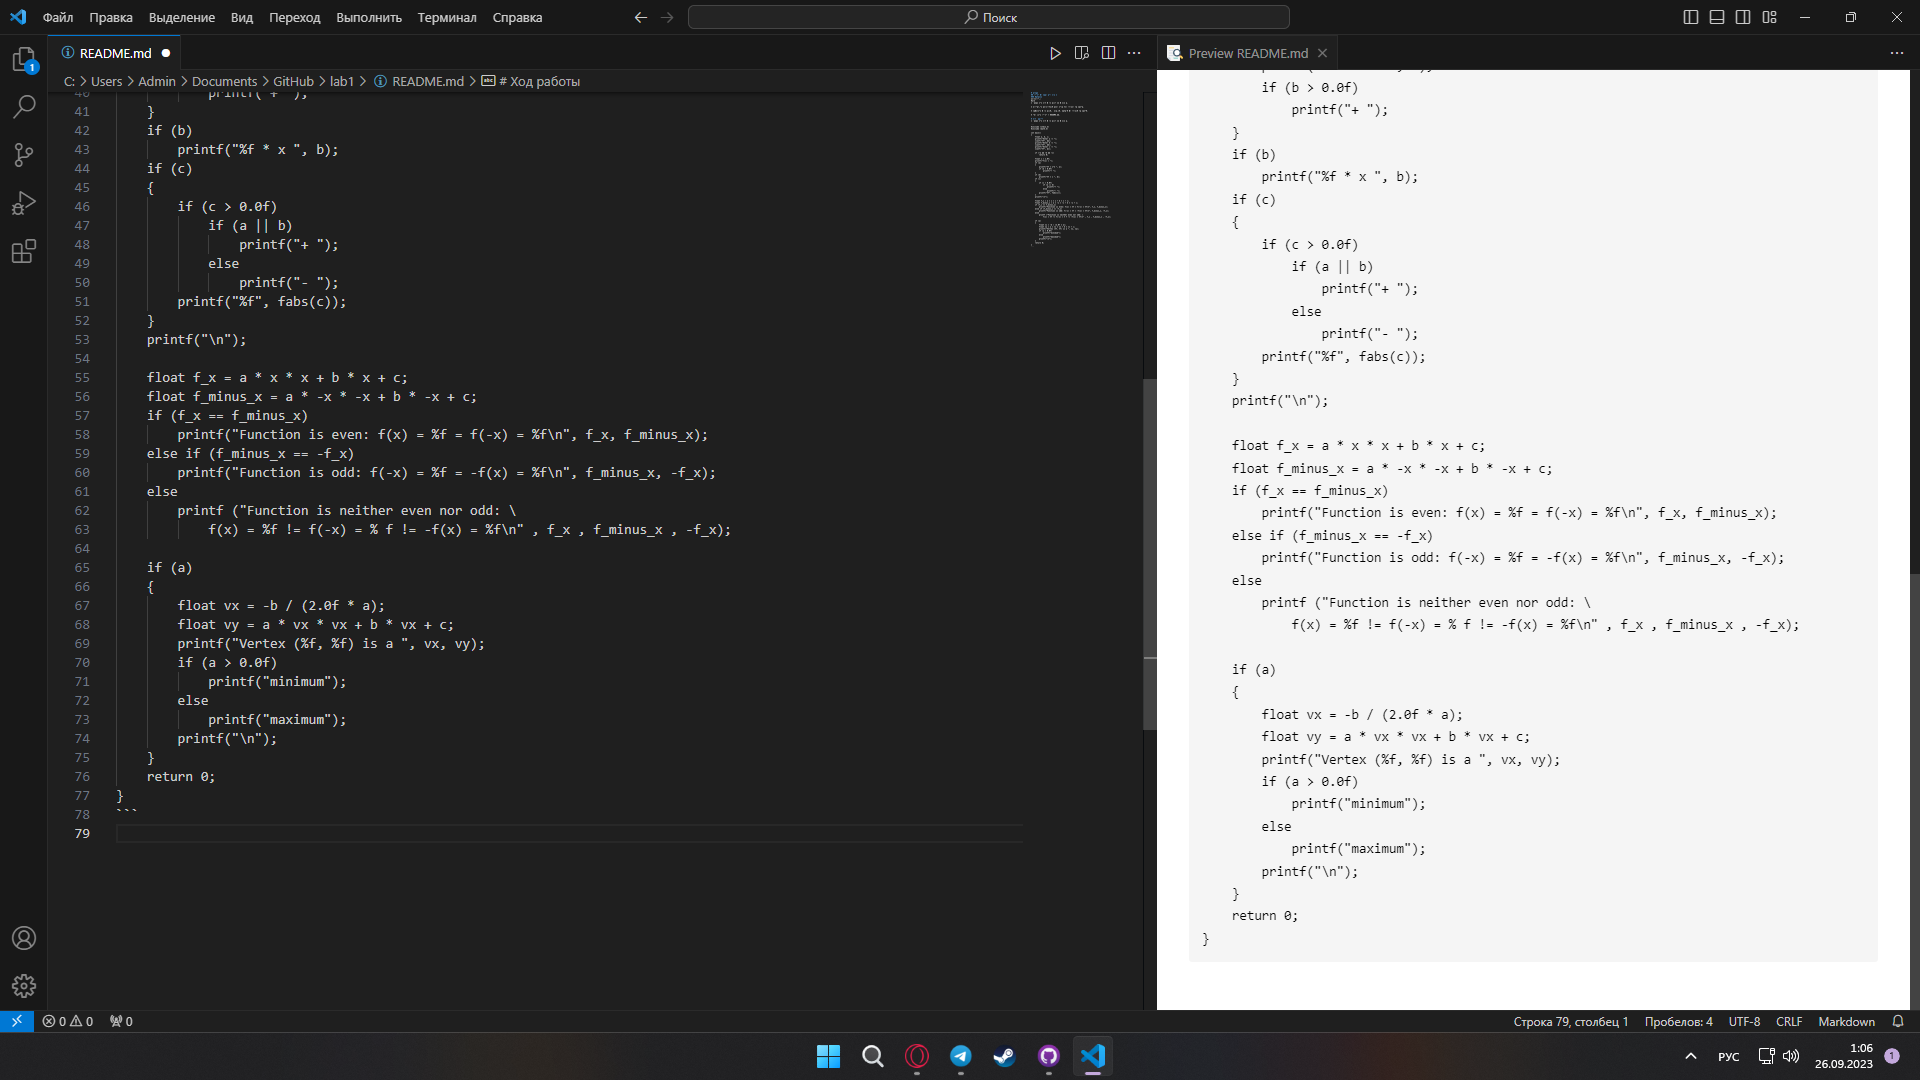 Файл Правка Выделение Вид Переход Выполнить Терминал Справка
Поиск
README.md
Preview README.md
C: Users Admin Documents GitHub lab1 README.md # Ход работы
1
40 printf("+ ");
41 }
42 if (b)
43 printf("%f * x ", b);
44 if (c)
45 {
46 if (c > 0.0f)
47 if (a || b)
48 printf("+ ");
49 else
50 printf("- ");
51 printf("%f", fabs(c));
52 }
53 printf("\n");
54
55 float f_x = a * x * x + b * x + c;
56 float f_minus_x = a * -x * -x + b * -x + c;
57 if (f_x == f_minus_x)
58 printf("Function is even: f(x) = %f = f(-x) = %f\n", f_x, f_minus_x);
59 else if (f_minus_x == -f_x)
60 printf("Function is odd: f(-x) = %f = -f(x) = %f\n", f_minus_x, -f_x);
61 else
62 printf ("Function is neither even nor odd: \
63 f(x) = %f != f(-x) = % f != -f(x) = %f\n" , f_x , f_minus_x , -f_x);
64
65 if (a)
66 {
67 float vx = -b / (2.0f * a);
68 float vy = a * vx * vx + b * vx + c;
69 printf("Vertex (%f, %f) is a ", vx, vy);
70 if (a > 0.0f)
71 printf("minimum");
72 else
73 printf("maximum");
74 printf("\n");
75 }
76 return 0;
77 }
78 ```
79
if (b > 0.0f)
printf("+ ");
}
if (b)
printf("%f * x ", b);
if (c)
{
if (c > 0.0f)
if (a || b)
printf("+ ");
else
printf("- ");
printf("%f", fabs(c));
}
printf("\n");
float f_x = a * x * x + b * x + c;
float f_minus_x = a * -x * -x + b * -x + c;
if (f_x == f_minus_x)
printf("Function is even: f(x) = %f = f(-x) = %f\n", f_x, f_minus_x);
else if (f_minus_x == -f_x)
printf("Function is odd: f(-x) = %f = -f(x) = %f\n", f_minus_x, -f_x);
else
printf ("Function is neither even nor odd: \
f(x) = %f != f(-x) = % f != -f(x) = %f\n" , f_x , f_minus_x , -f_x);
if (a)
{
float vx = -b / (2.0f * a);
float vy = a * vx * vx + b * vx + c;
printf("Vertex (%f, %f) is a ", vx, vy);
if (a > 0.0f)
printf("minimum");
else
printf("maximum");
printf("\n");
}
return 0;
}
0 0 0
Строка 79, столбец 1 Пробелов: 4 UTF-8 CRLF Markdown
РУС
1:06
26.09.2023
1